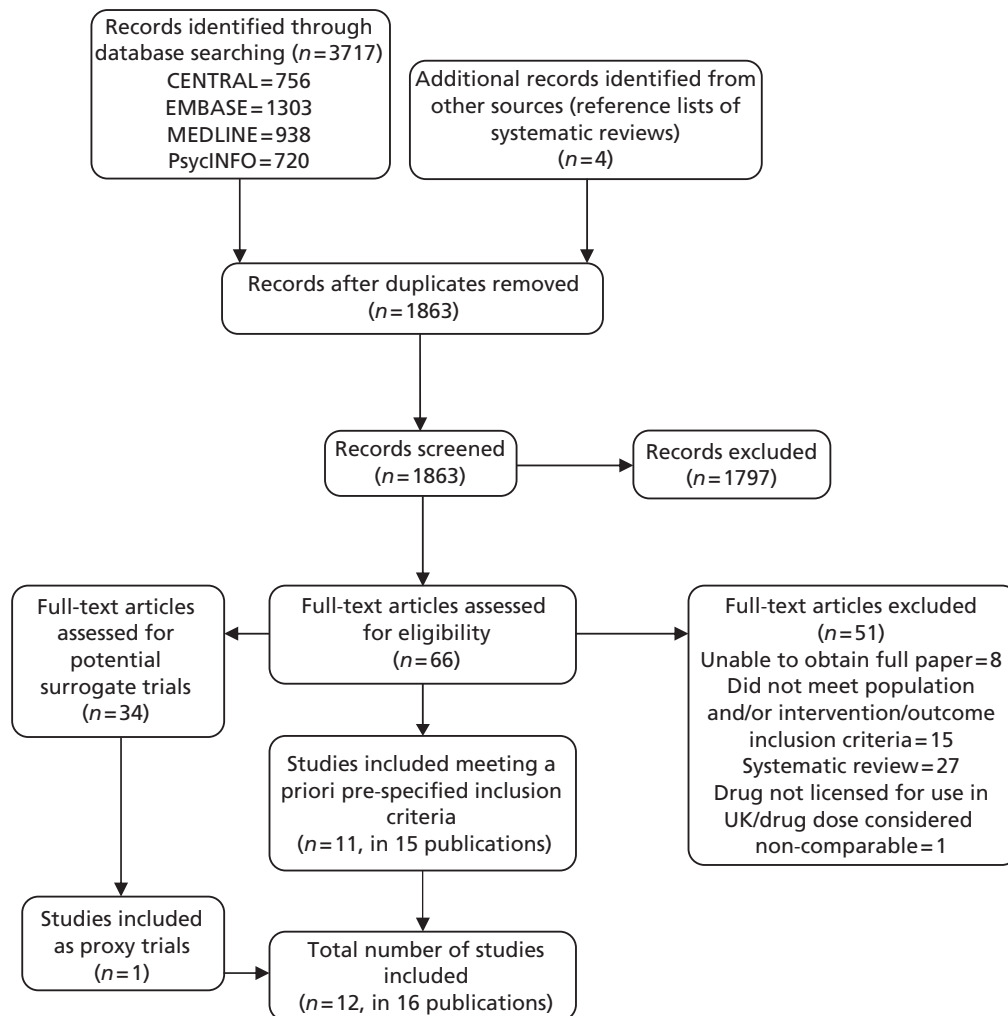 Records identified through
database searching (n=3717)
CENTRAL=756
EMBASE=1303
MEDLINE=938
PsycINFO=720
Additional records identified from
other sources (reference lists of
systematic reviews)
(n=4)
Records after duplicates removed
(n=1863)
Records screened
(n=1863)
Records excluded
(n=1797)
Full-text articles
assessed for
potential
surrogate trials
(n=34)
Full-text articles assessed
for eligibility
(n=66)
Full-text articles excluded
(n=51)
Unable to obtain full paper=8
Did not meet population
and/or intervention/outcome
inclusion criteria=15
Systematic review=27
Drug not licensed for use in
UK/drug dose considered
non-comparable=1
Studies included meeting a
priori pre-specified inclusion
criteria
(n=11, in 15 publications)
Studies included
as proxy trials
(n=1)
Total number of studies
included
(n=12, in 16 publications)